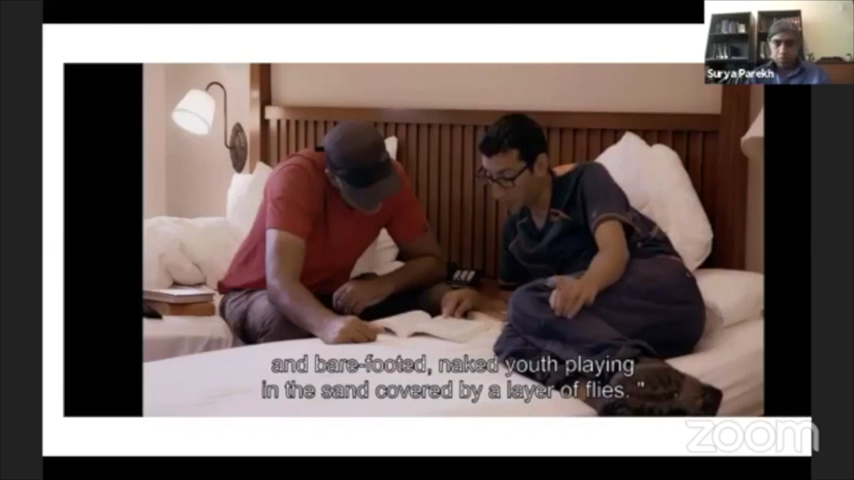 Surya Parekh
and bare-footed, naked youth playing
in the sand covered by a layer of flies. "
zoom